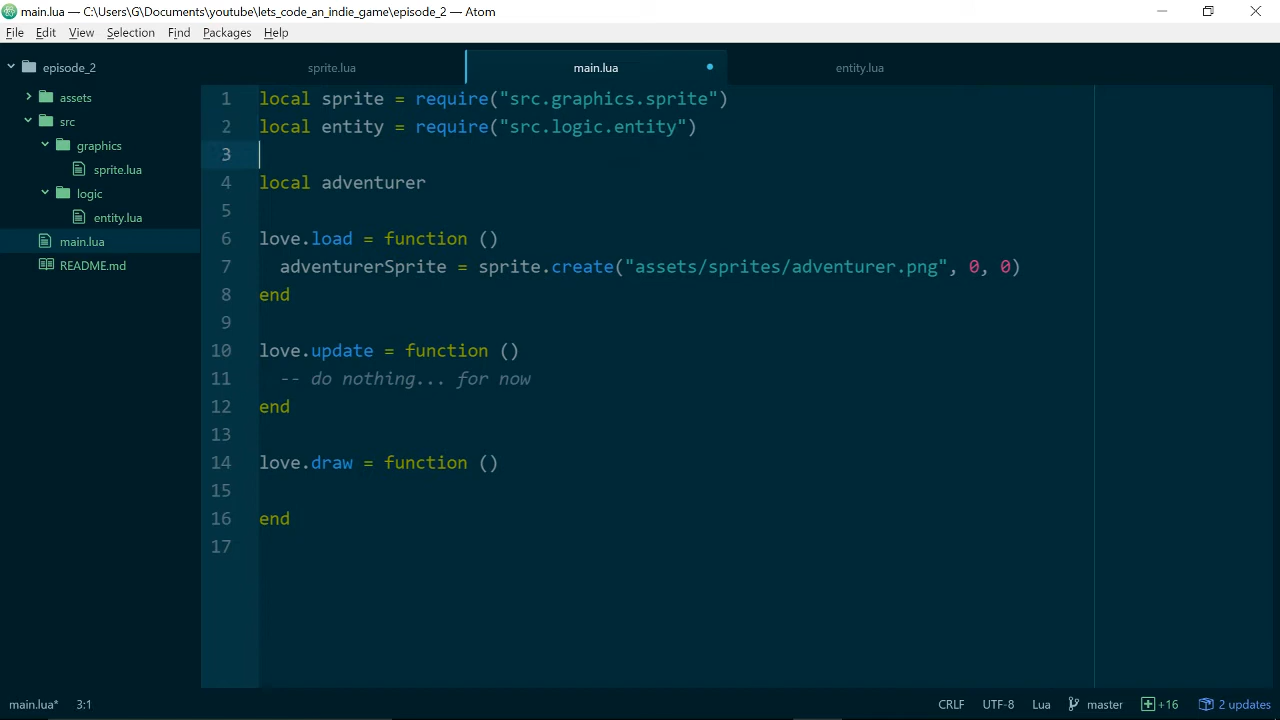 main.lua — C:\Users\G\Documents\youtube\lets_code_an_indie_game\episode_2 — Atom
File Edit View Selection Find Packages Help
episode_2
assets
src
graphics
sprite.lua
logic
entity.lua
main.lua
README.md
sprite.lua main.lua entity.lua
1 local sprite = require("src.graphics.sprite")
2 local entity = require("src.logic.entity")
3
4 local adventurer
5
6 love.load = function ()
7 adventurerSprite = sprite.create("assets/sprites/adventurer.png", 0, 0)
8 end
9
10 love.update = function ()
11 -- do nothing... for now
12 end
13
14 love.draw = function ()
15
16 end
17
main.lua* 3:1 CRLF UTF-8 Lua master +16 2 updates